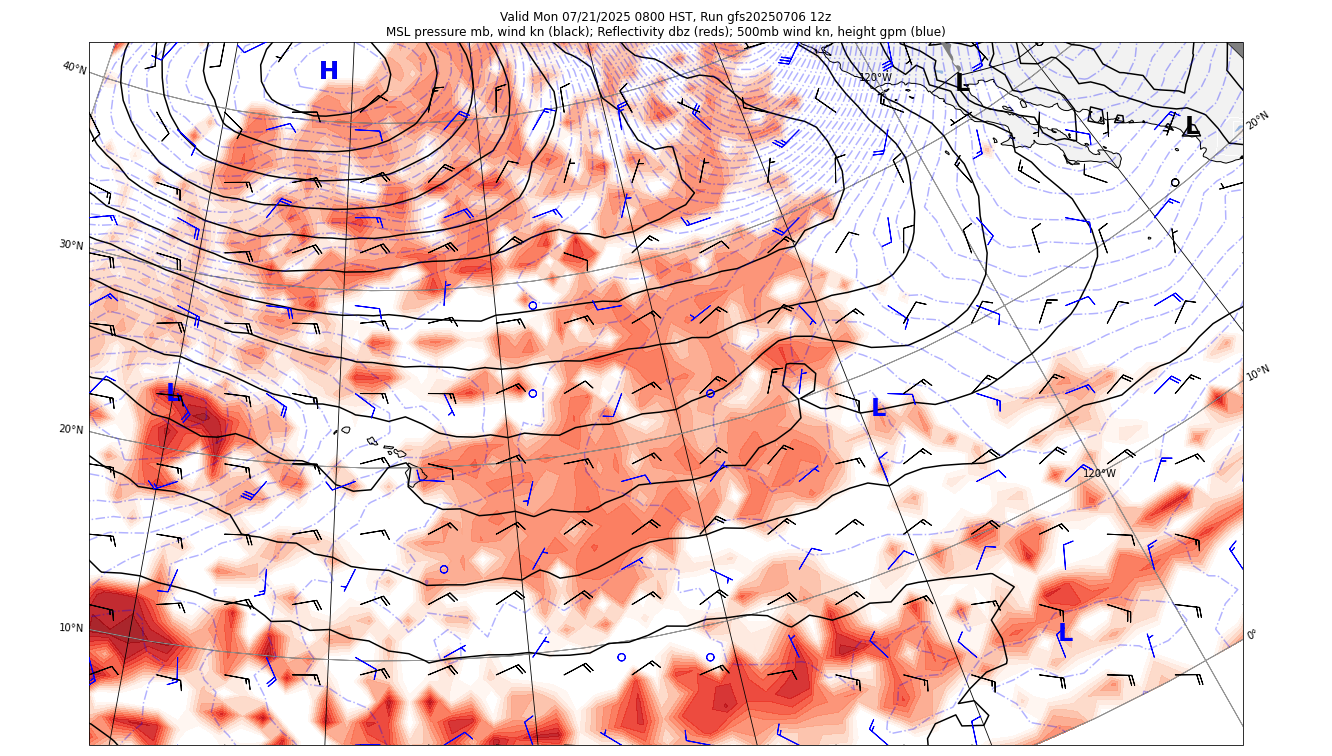 Valid Mon 07/21/2025 0800 HST, Run gfs20250706 12z
MSL pressure mb, wind kn (black); Reflectivity dbz (reds); 500mb wind kn, height gpm (blue)
40°N
H
120°W
L
L
20°N
30°N
L
L
10°N
20°N
120°W
10°N
L
0°